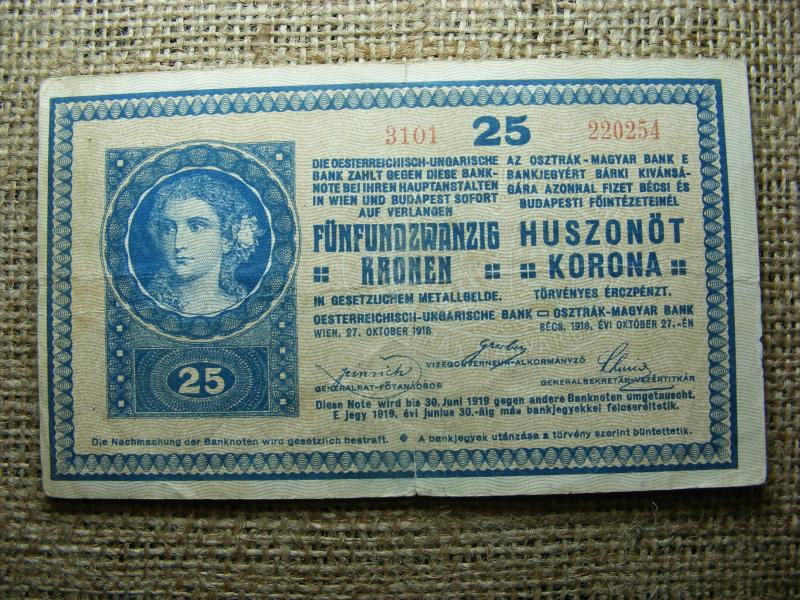 3101 25 220254
DIE OESTERREICHISCH-UNGARISCHE
BANK ZAHLT GEGEN DIESE BANK-
NOTE BEI IHREN HAUPTANSTALTEN
IN WIEN UND BUDAPEST SOFORT
AUF VERLANGEN
FÜNFUNDZWANZIG
KRONEN
IN GESETZLICHEM METALLGELDE.
AZ OSZTRÁK-MAGYAR BANK E
BANKJEGYÉRT BÁRKI KIVÁNSÁ-
GÁRA AZONNAL FIZET BÉCSI ÉS
BUDAPESTI FŐINTÉZETEINÉL
HUSZONÖT
KORONA
TÖRVÉNYES ÉRCZPÉNZT.
OESTERREICHISCH-UNGARISCHE BANK — OSZTRÁK-MAGYAR BANK
WIEN, 27. OKTOBER 1918
BÉCS, 1918. ÉVI OKTOBER 27.-ÉN
Gruber
VIZEGOUVERNEUR-ALKORMÁNYZÓ
GENERALRAT-FŐTANÁCSOS
GENERALSEKRETÄR-VEZÉRTITKÁR
25
Diese Note wird bis 30. Juni 1919 gegen andere Banknoten umgetauscht.
E jegy 1919. évi junius 30.-áig más bankjegyekkel felcseréltetik.
Die Nachmachung der Banknoten wird gesetzlich bestraft. A bankjegyek utánzása a törvény szerint büntettetik.